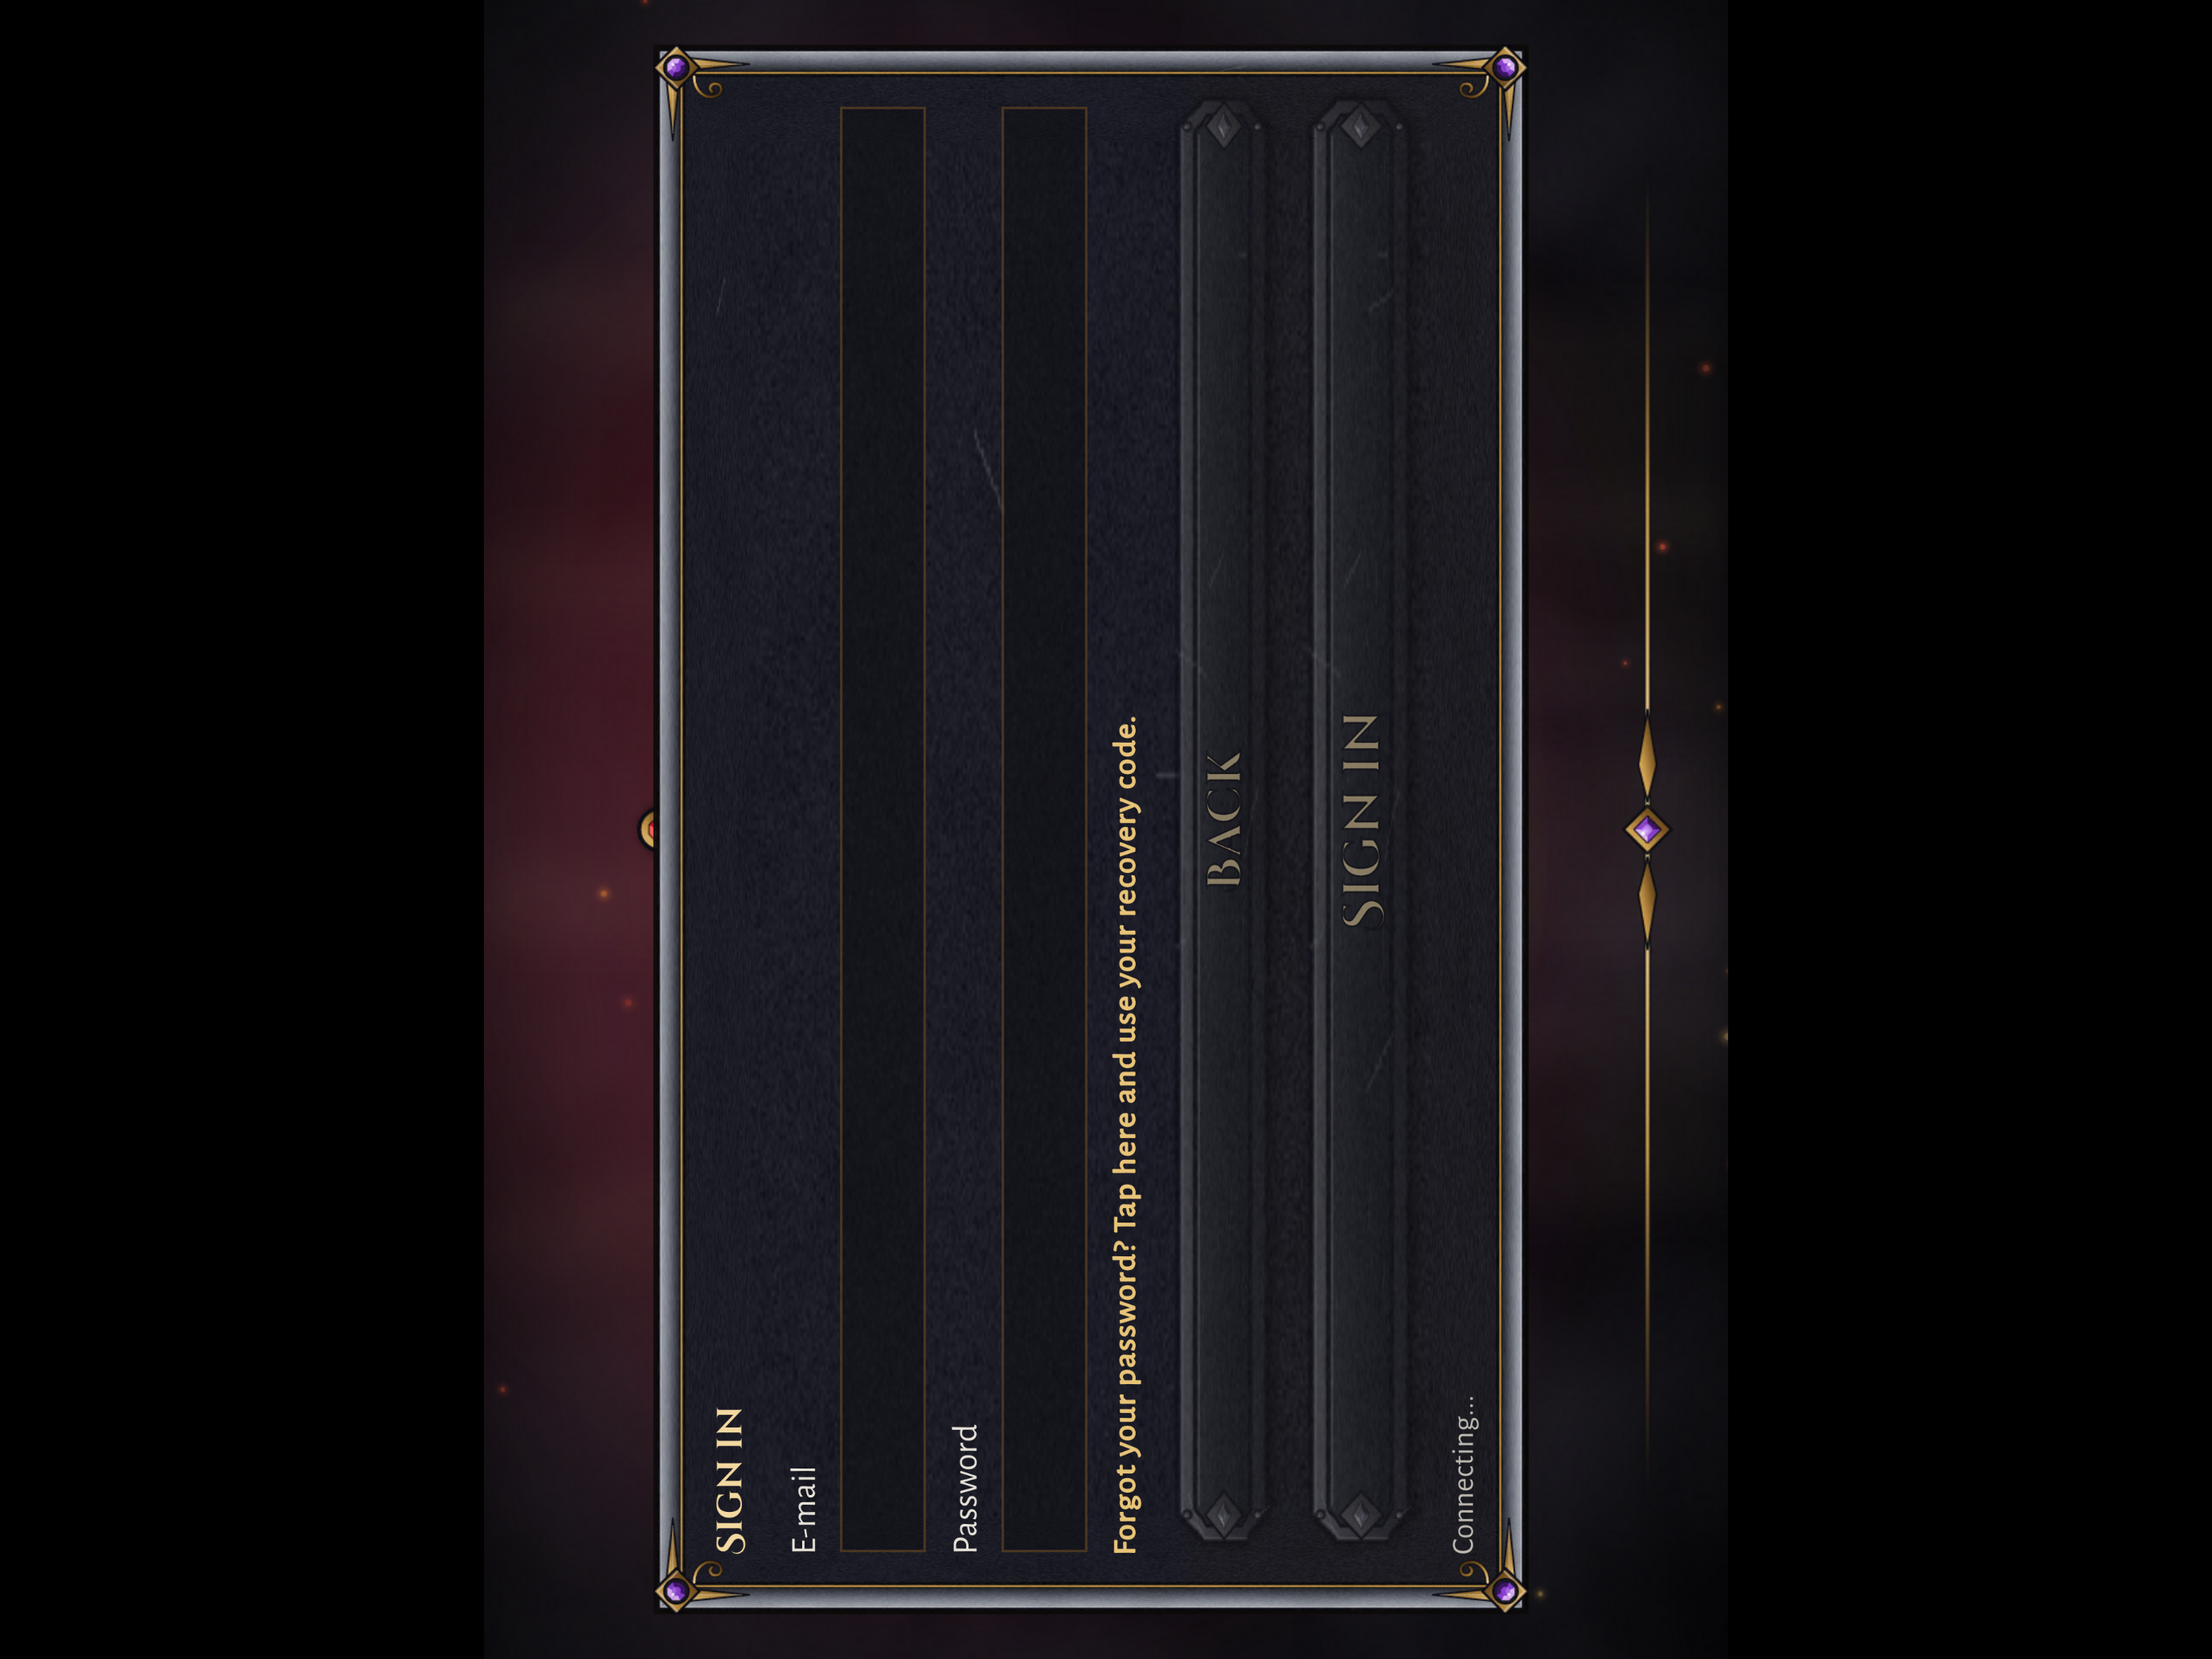 SIGN IN
E-mail
Password
Forgot your password? Tap here and use your recovery code.
BACK
SIGN IN
Connecting...